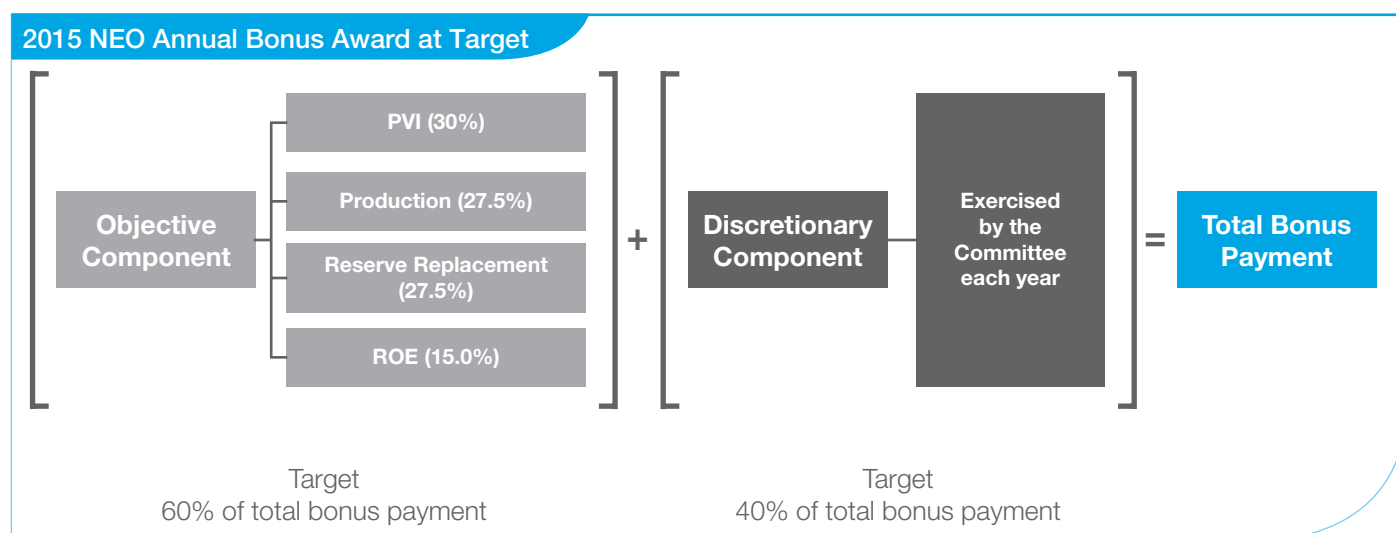 2015 NEO Annual Bonus Award at Target
Objective
Component
PVI (30%)
Production (27.5%)
Reserve Replacement
(27.5%)
ROE (15.0%)
+
Discretionary
Component
Exercised
by the
Committee
each year
=
Total Bonus
Payment
Target
60% of total bonus payment
Target
40% of total bonus payment